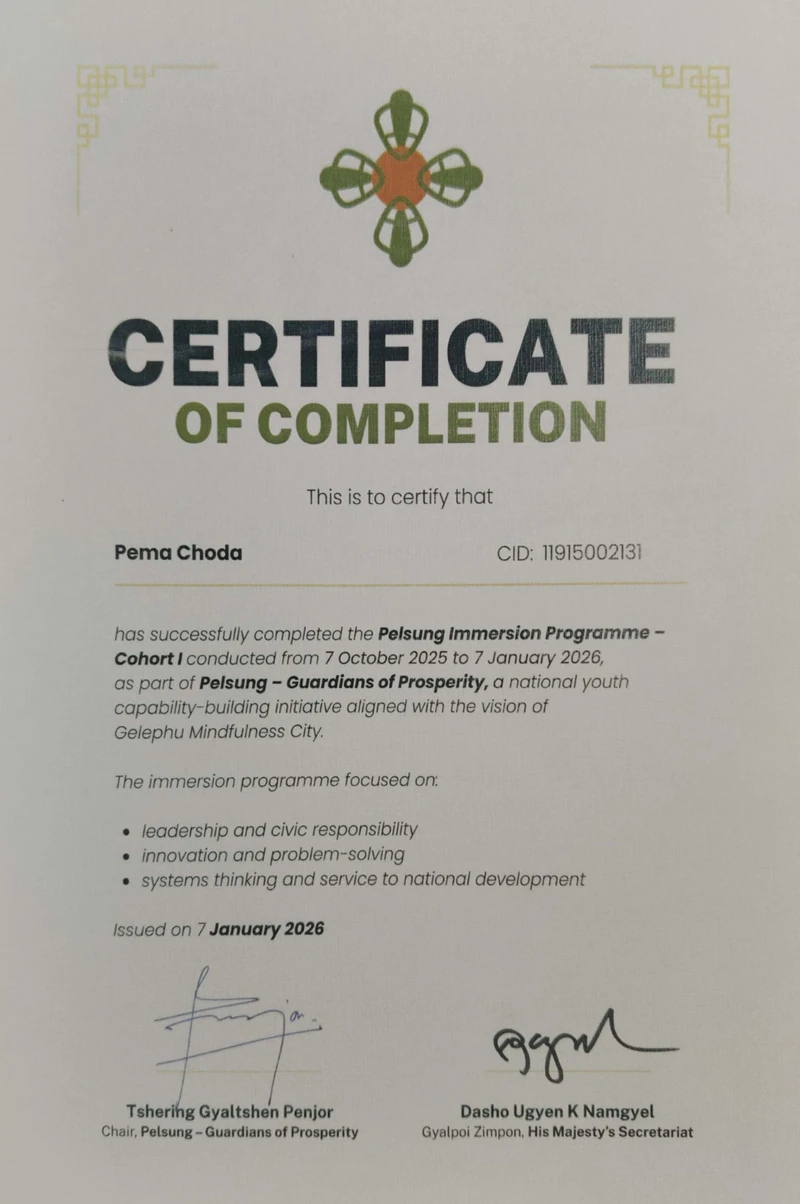 CERTIFICATE
OF COMPLETION
This is to certify that
Pema Choda
CID: 11915002131
has successfully completed the Pelsung Immersion Programme –
Cohort I conducted from 7 October 2025 to 7 January 2026,
as part of Pelsung – Guardians of Prosperity, a national youth
capability-building initiative aligned with the vision of
Gelephu Mindfulness City.
The immersion programme focused on:
• leadership and civic responsibility
• innovation and problem-solving
• systems thinking and service to national development
Issued on 7 January 2026
Tshering Gyaltshen Penjor
Chair, Pelsung – Guardians of Prosperity
Dasho Ugyen K Namgyel
Gyalpoi Zimpon, His Majesty's Secretariat